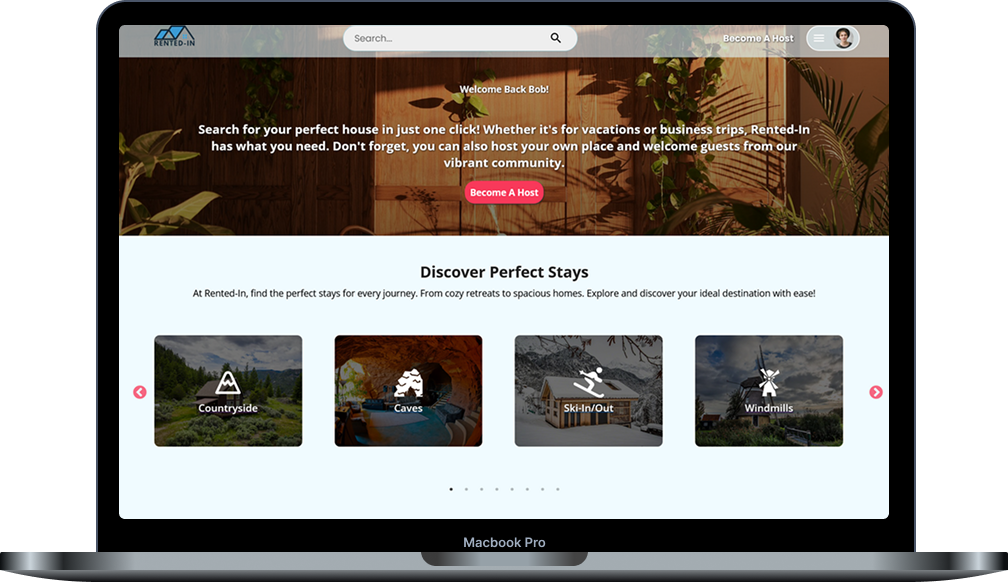 RENTED-IN
Search...
Become A Host
Welcome Back Bob!
Search for your perfect house in just one click! Whether it's for vacations or business trips, Rented-In
has what you need. Don't forget, you can also host your own place and welcome guests from our
vibrant community.
Become A Host
Discover Perfect Stays
At Rented-In, find the perfect stays for every journey. From cozy retreats to spacious homes. Explore and discover your ideal destination with ease!
Countryside
Caves
Ski-In/Out
Windmills
Macbook Pro